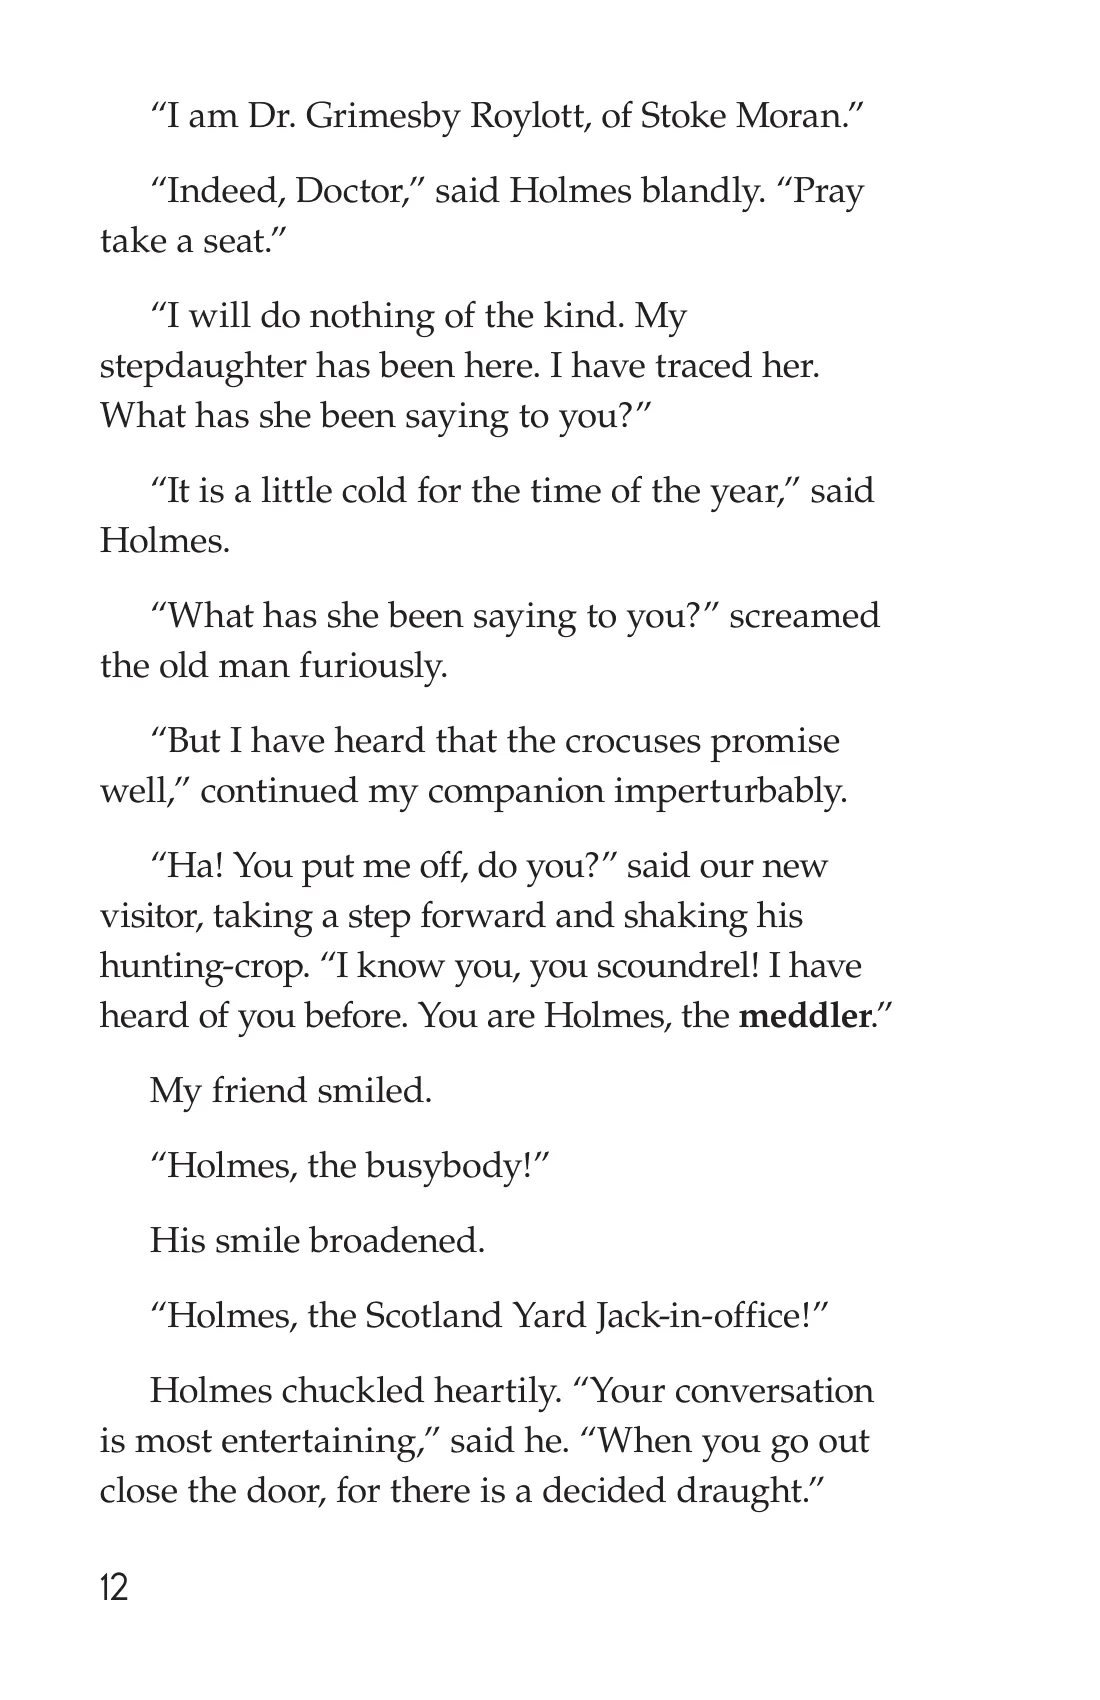 “I am Dr. Grimesby Roylott, of Stoke Moran.”
“Indeed, Doctor,” said Holmes blandly. “Pray
take a seat.”
“I will do nothing of the kind. My
stepdaughter has been here. I have traced her.
What has she been saying to you?”
“It is a little cold for the time of the year,” said
Holmes.
“What has she been saying to you?” screamed
the old man furiously.
“But I have heard that the crocuses promise
well,” continued my companion imperturbably.
“Ha! You put me off, do you?” said our new
visitor, taking a step forward and shaking his
hunting-crop. “I know you, you scoundrel! I have
heard of you before. You are Holmes, the meddler.”
My friend smiled.
“Holmes, the busybody!”
His smile broadened.
“Holmes, the Scotland Yard Jack-in-office!”
Holmes chuckled heartily. “Your conversation
is most entertaining,” said he. “When you go out
close the door, for there is a decided draught.”
12